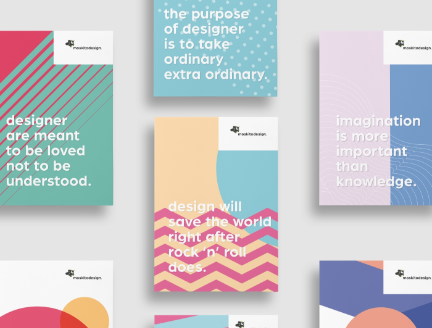 the purpose
of designer
is to take
ordinary
extra ordinary.
moskitodesign.
designer
are meant
to be loved
not to be
understood.
moskitodesign.
design will
save the world
right after
rock 'n' roll
does.
moskitodesign.
imagination
is more
important
than
knowledge.
moskitodesign.
moskitodesign.